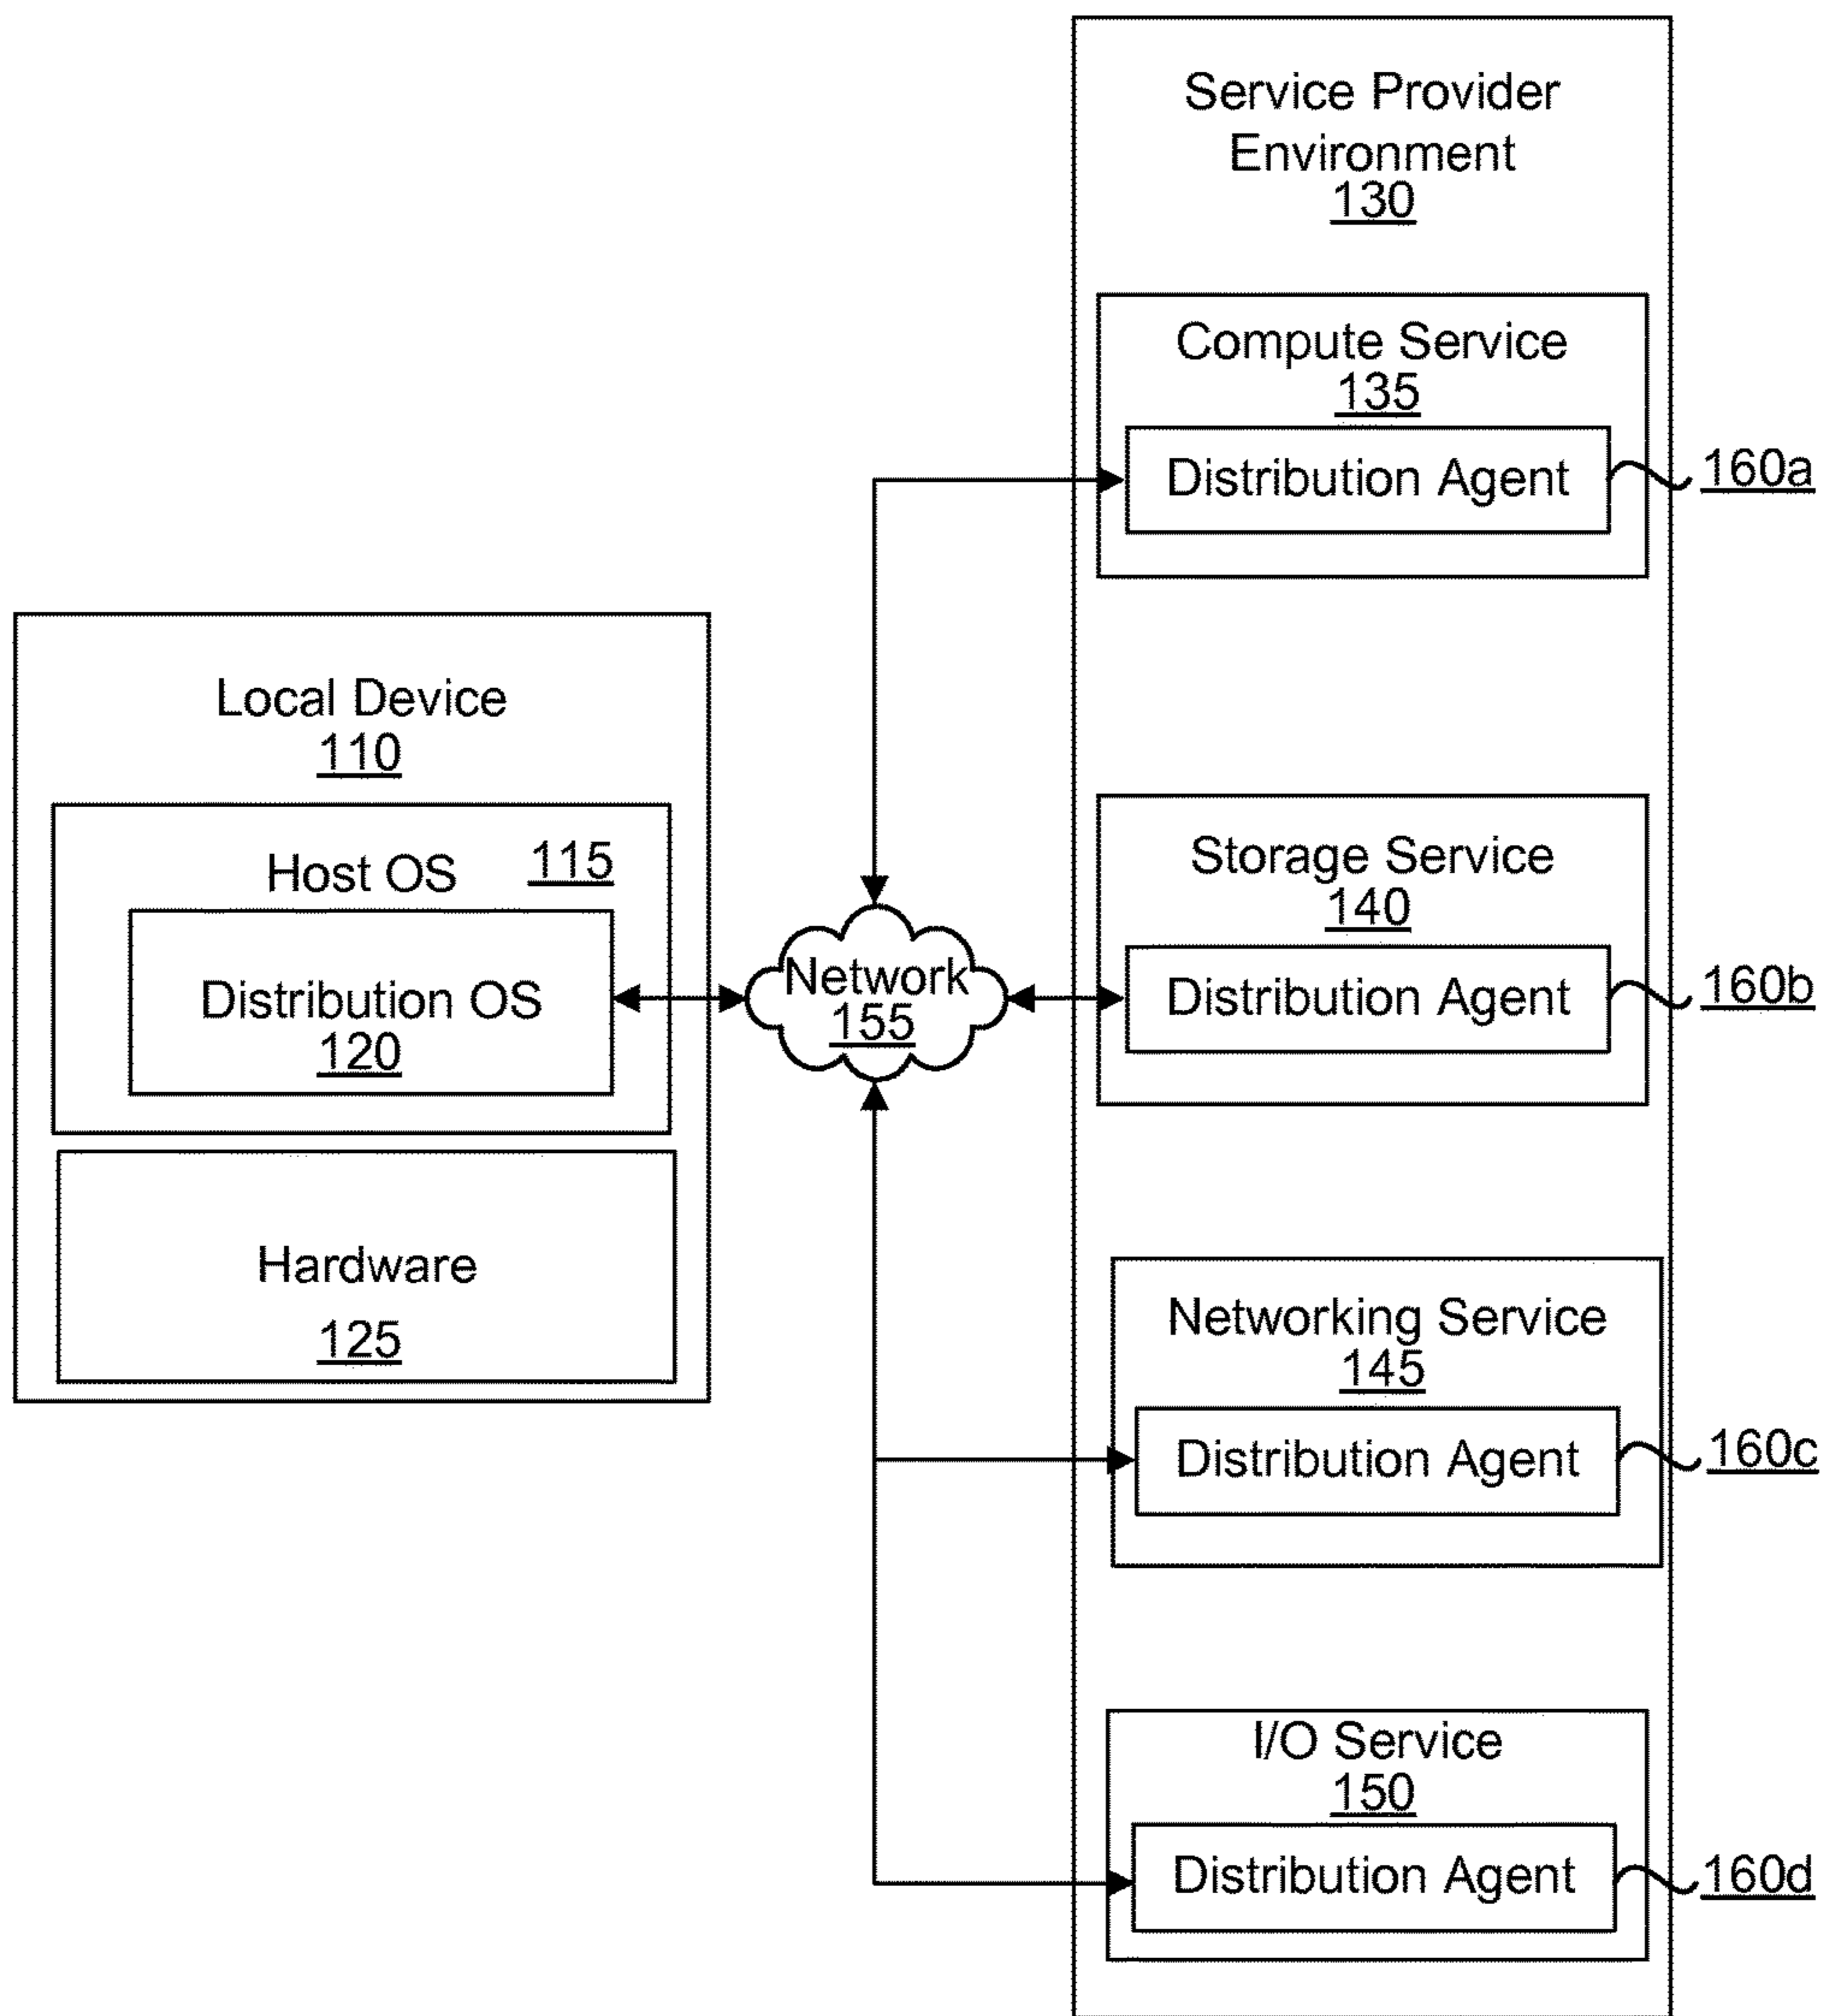 Service Provider
Environment
130
Compute Service
135
Distribution Agent
160a
Local Device
110
Host OS
115
Distribution OS
120
Hardware
125
Network
155
Storage Service
140
Distribution Agent
160b
Networking Service
145
Distribution Agent
160c
I/O Service
150
Distribution Agent
160d